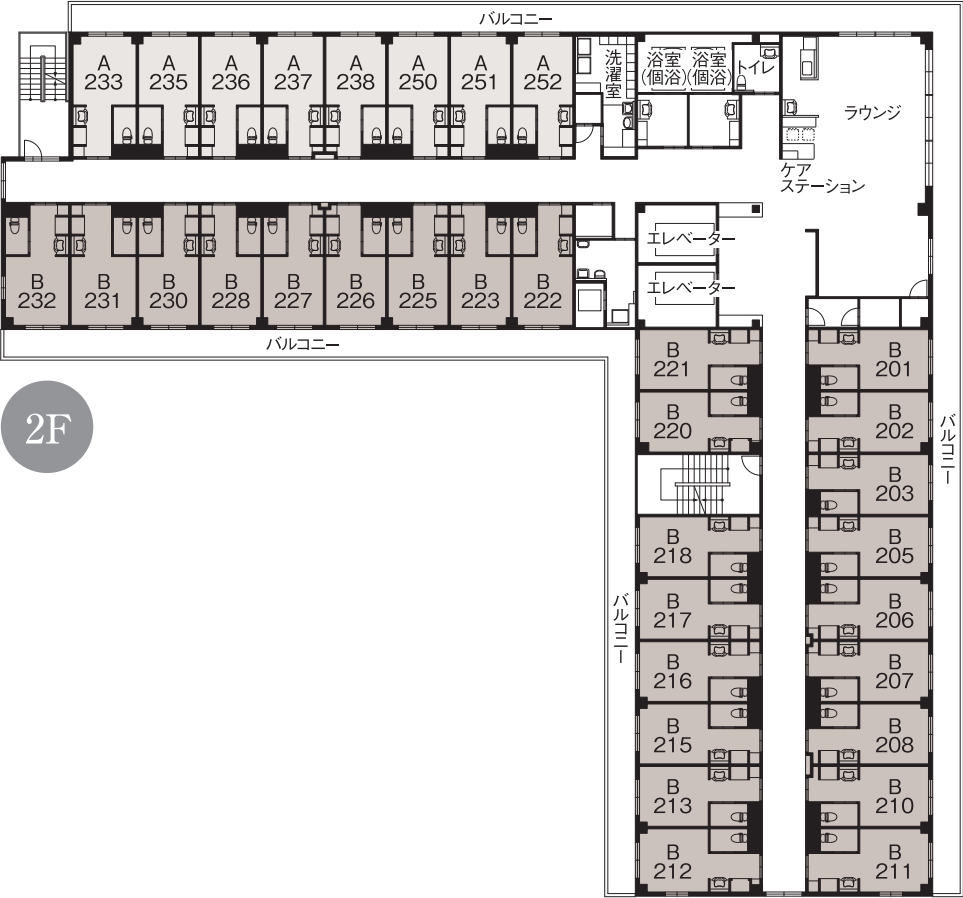 バルコニー
A
233
A
235
A
236
A
237
A
238
A
250
A
251
A
252
洗濯室
浴室
(個浴)
浴室
(個浴)
トイレ
ラウンジ
ケア
ステーション
B
232
B
231
B
230
B
228
B
227
B
226
B
225
B
223
B
222
エレベーター
エレベーター
バルコニー
2F
B
221
B
201
B
220
B
202
バルコニー
B
203
B
218
B
205
バルコニー
B
217
B
206
B
216
B
207
B
215
B
208
B
213
B
210
B
212
B
211